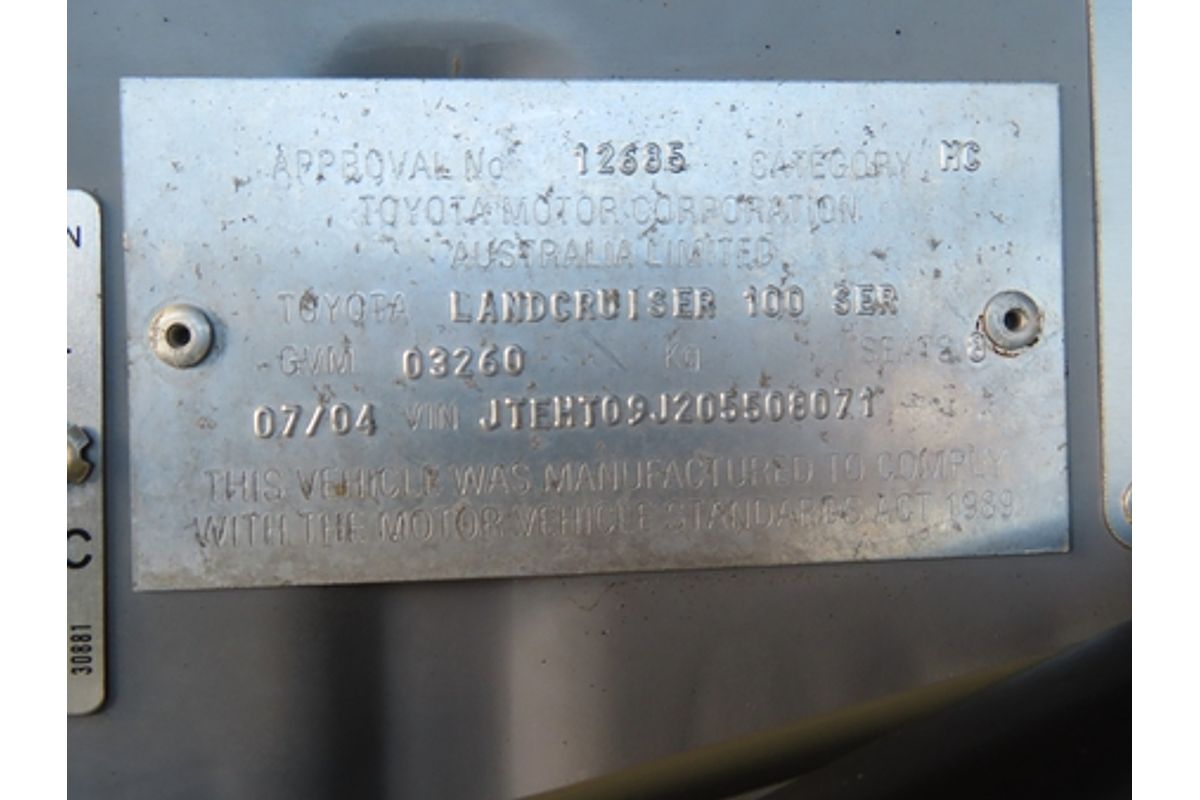 APPROVAL No 12635 CATEGORY MC
TOYOTA MOTOR CORPORATION
AUSTRALIA LIMITED
TOYOTA LANDCRUISER 100 SER
GVM 03260 Kg SEATS 8
07/04 VIN JTEHT09J205508071
THIS VEHICLE WAS MANUFACTURED TO COMPLY
WITH THE MOTOR VEHICLE STANDARDS ACT 1989
N
C
30881